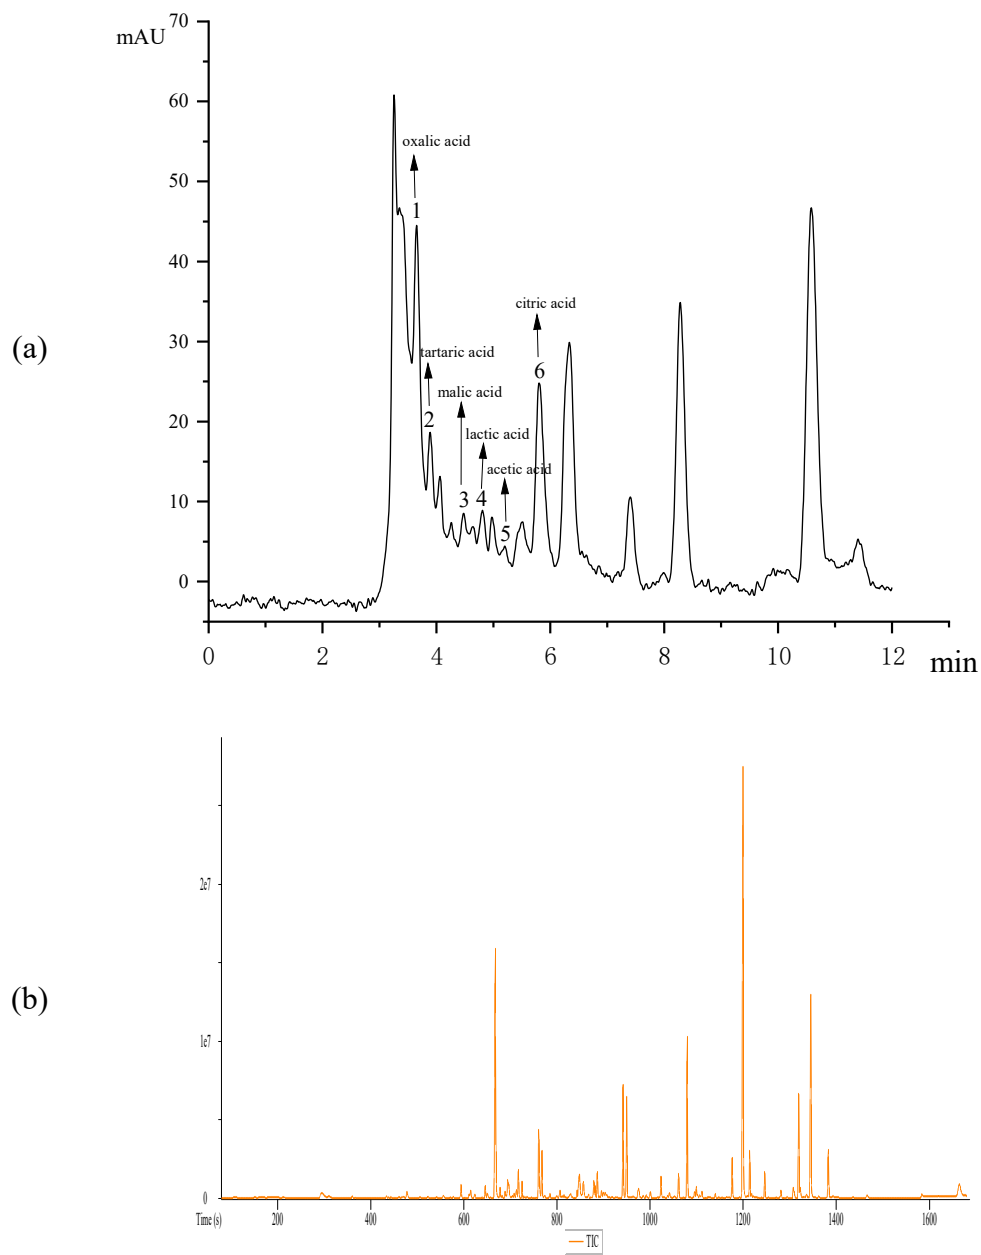 70
mAU
60
oxalic acid
50
1
40
citric acid
(a)
tartaric acid
30
6
malic acid
2
20
lactic acid
acetic acid
10
3
4
5
0
0
2
4
6
8
10
12
min
2e7
(b)
1e7
0
Time (s)
200
400
600
800
1000
1200
1400
1600
TIC